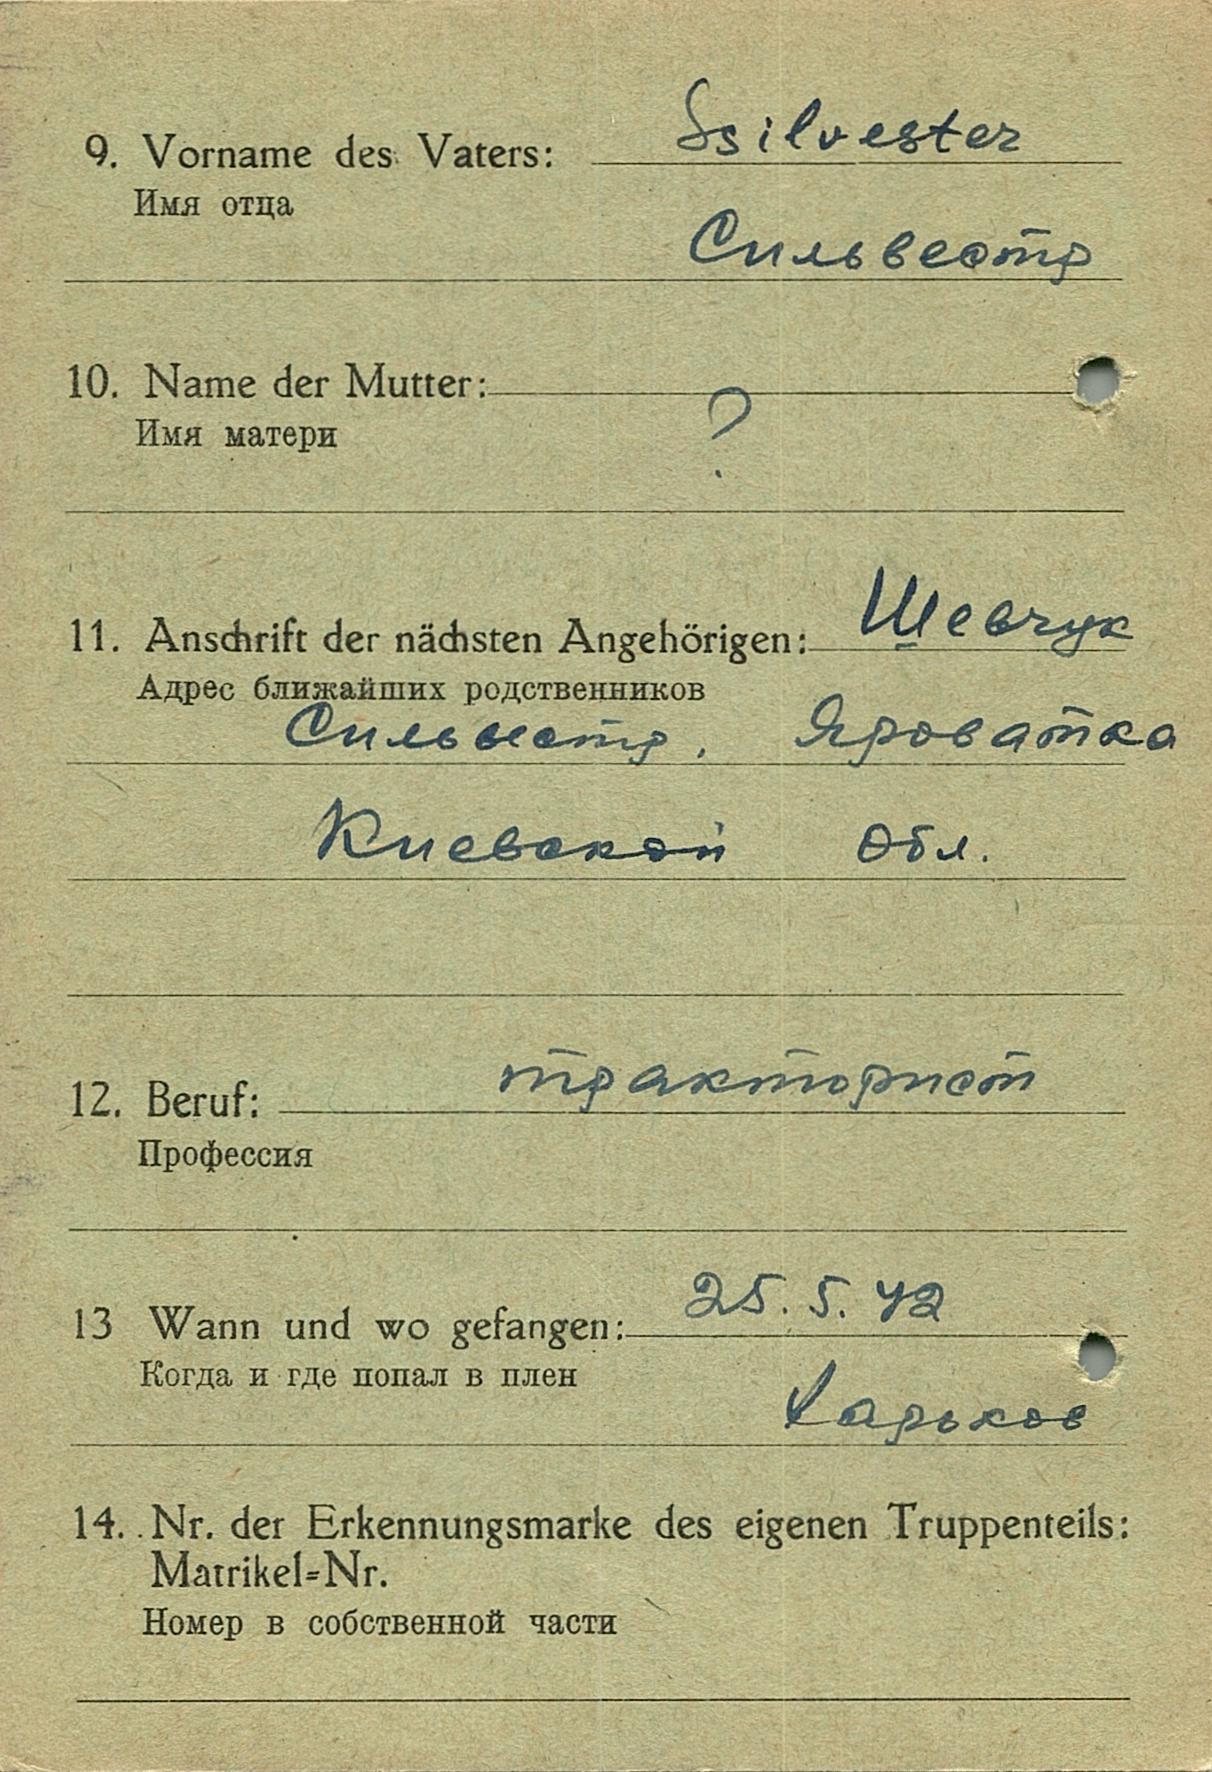 9. Vorname des Vaters: Ssilvester
Имя отца
Сильвестр
10. Name der Mutter:
Имя матери ?
11. Anschrift der nächsten Angehörigen: Шевчук
Адрес ближайших родственников
Сильвестр. Яроватка
Киевской Обл.
12. Beruf: тракторист
Профессия
13 Wann und wo gefangen: 25.5.42
Когда и где попал в плен
Харьков
14. Nr. der Erkennungsmarke des eigenen Truppenteils:
Matrikel=Nr.
Номер в собственной части